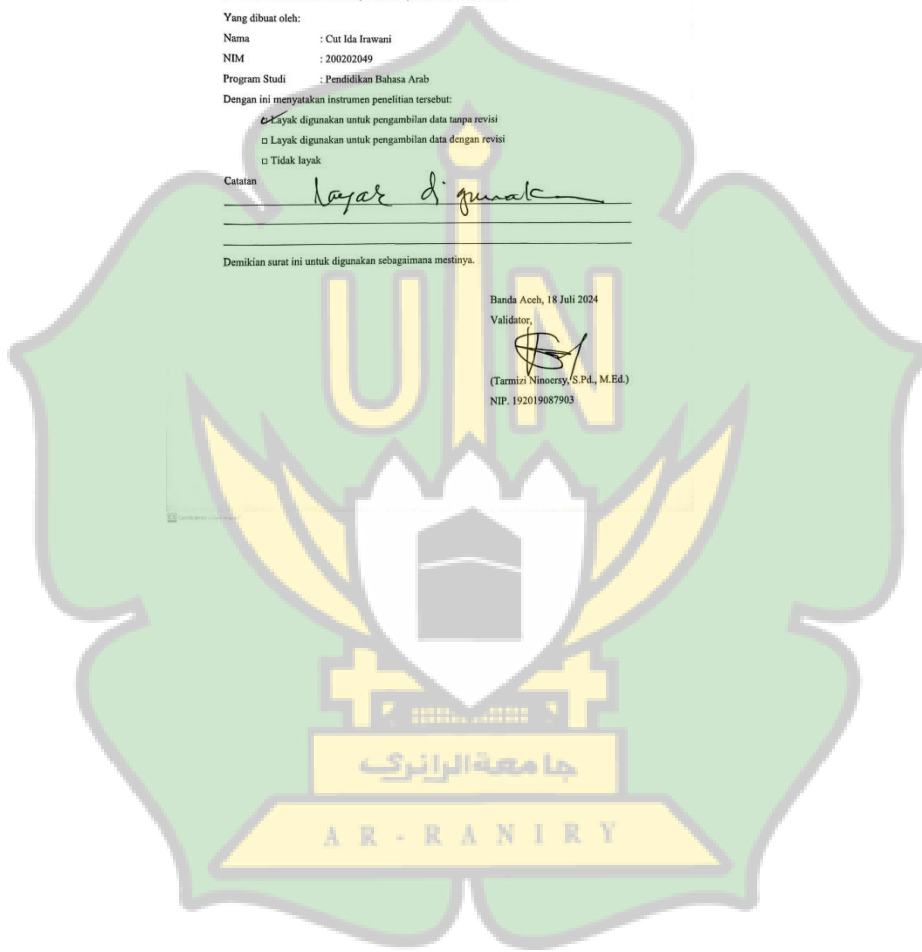 Yang dibuat oleh:
Nama : Cut Ida Irawani
NIM : 200202049
Program Studi : Pendidikan Bahasa Arab
Dengan ini menyatakan instrumen penelitian tersebut:
Layak digunakan untuk pengambilan data tanpa revisi
□ Layak digunakan untuk pengambilan data dengan revisi
□ Tidak layak
Catatan Layak digunakan
Demikian surat ini untuk digunakan sebagaimana mestinya.
Banda Aceh, 18 Juli 2024
Validator,
(Tarmizi Ninoersy, S.Pd., M.Ed.)
NIP. 192019087903
UIN
جامعة الرانري
AR-RANIRY